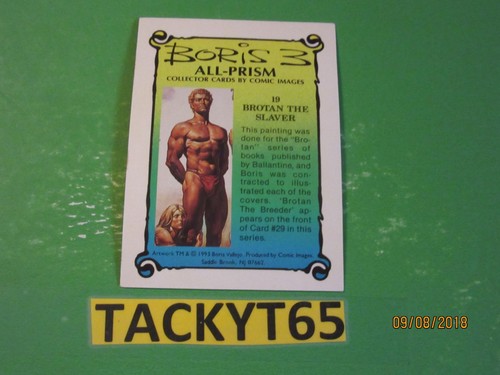 BORIS 3
ALL-PRISM
COLLECTOR CARDS BY COMIC IMAGES
19
BROTAN THE
SLAVER
This painting was
done for the "Bro-
tan" series of
books published
by Ballantine, and
Boris was con-
tracted to illus-
trated each of the
covers. 'Brotan
The Breeder' app-
ears on the front
of Card #29 in this
series.
Artwork TM & © 1993 Boris Vallejo. Produced by Comic Images.
Saddle Brook, NJ 07662.
TACKYT65
09/08/2018